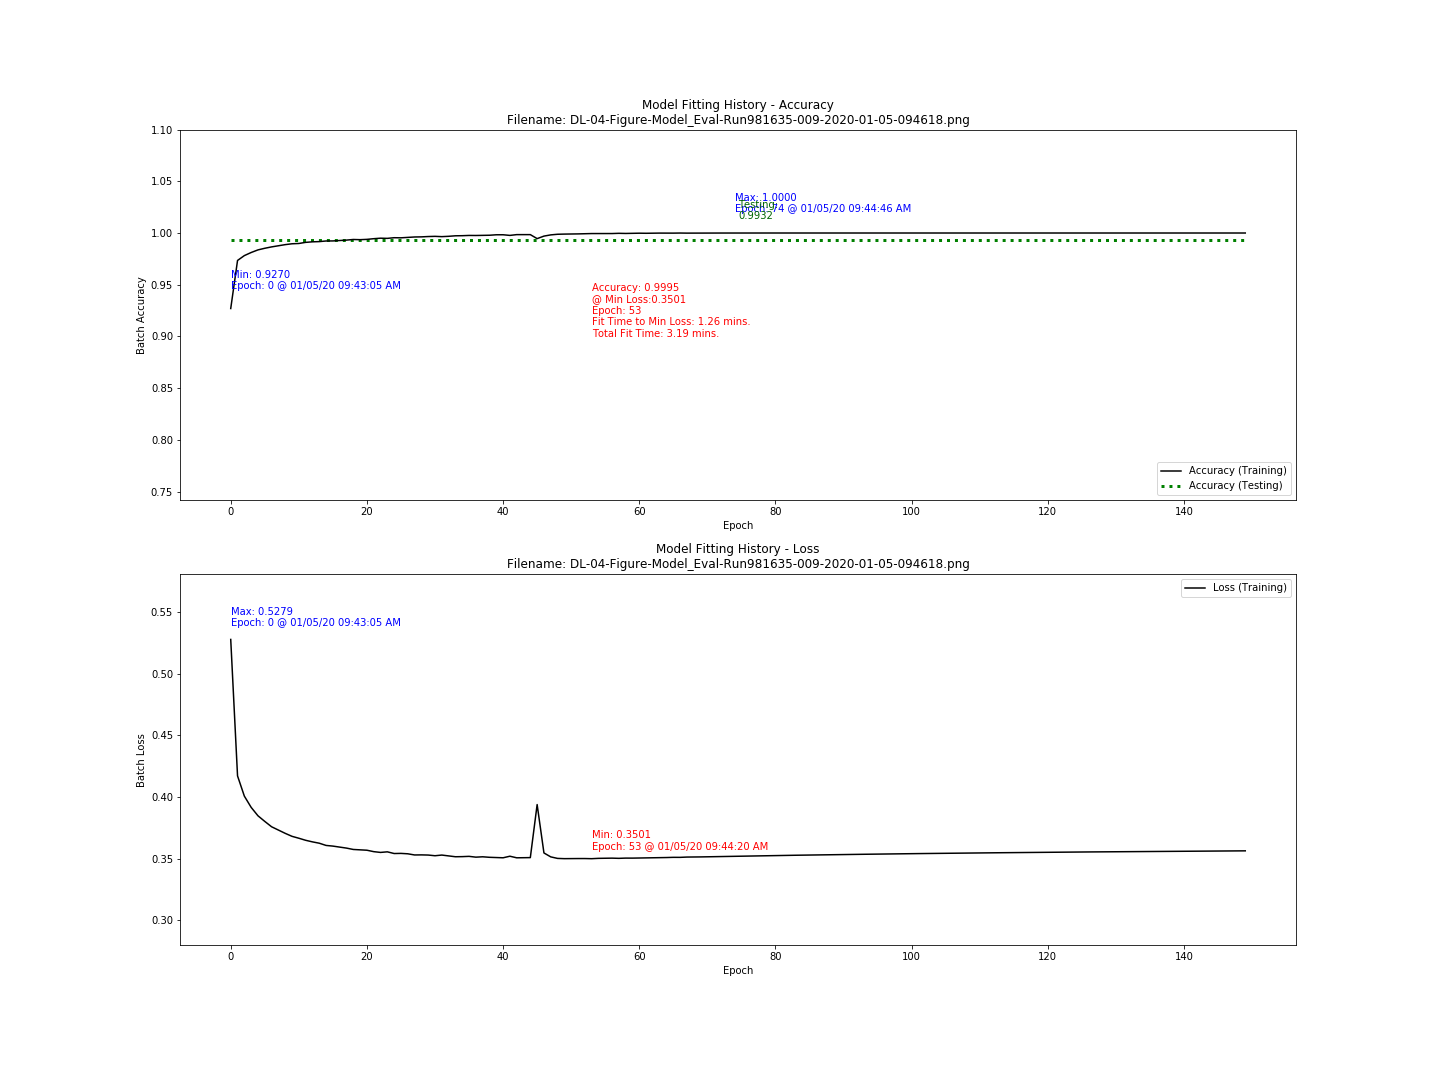 Model Fitting History - Accuracy
Filename: DL-04-Figure-Model_Eval-Run981635-009-2020-01-05-094618.png
1.10
1.05
1.00
0.95
0.90
0.85
0.80
0.75
Batch Accuracy
Max: 1.0000
Epoch: 74 @ 01/05/20 09:44:46 AM
Testing:
0.9932
Min: 0.9270
Epoch: 0 @ 01/05/20 09:43:05 AM
Accuracy: 0.9995
@ Min Loss:0.3501
Epoch: 53
Fit Time to Min Loss: 1.26 mins.
Total Fit Time: 3.19 mins.
Accuracy (Training)
Accuracy (Testing)
0 20 40 60 80 100 120 140
Epoch
Model Fitting History - Loss
Filename: DL-04-Figure-Model_Eval-Run981635-009-2020-01-05-094618.png
Loss (Training)
0.55
0.50
0.45
0.40
0.35
0.30
Batch Loss
Max: 0.5279
Epoch: 0 @ 01/05/20 09:43:05 AM
Min: 0.3501
Epoch: 53 @ 01/05/20 09:44:20 AM
0 20 40 60 80 100 120 140
Epoch